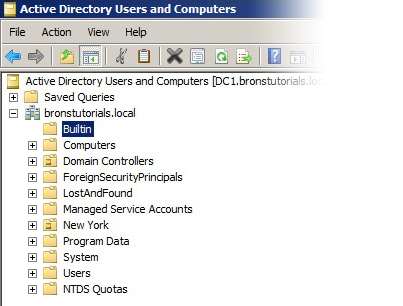 Active Directory Users and Computers
File Action View Help
Active Directory Users and Computers [DC1.bronstutorials.loc
Saved Queries
bronstutorials.local
Builtin
Computers
Domain Controllers
ForeignSecurityPrincipals
LostAndFound
Managed Service Accounts
New York
Program Data
System
Users
NTDS Quotas